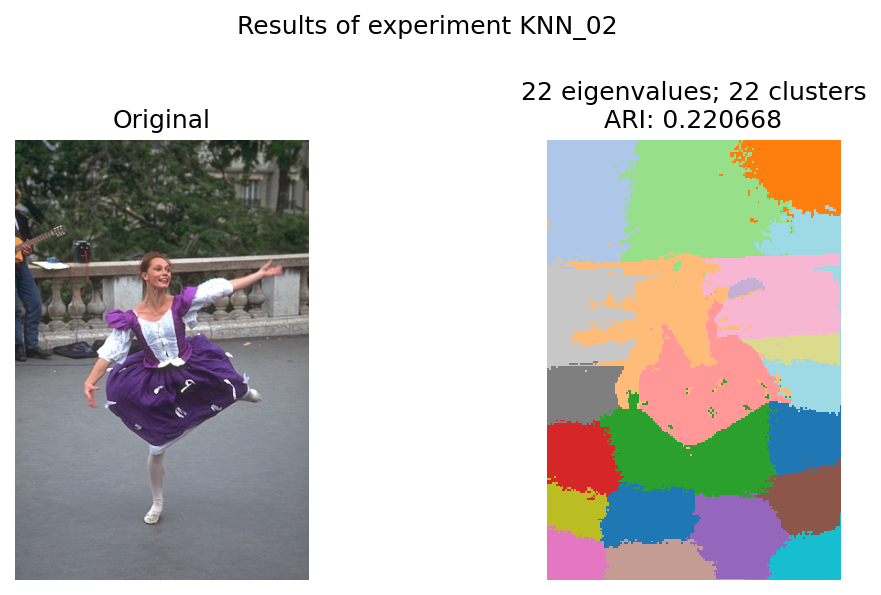 Results of experiment KNN_02
Original
22 eigenvalues; 22 clusters
ARI: 0.220668